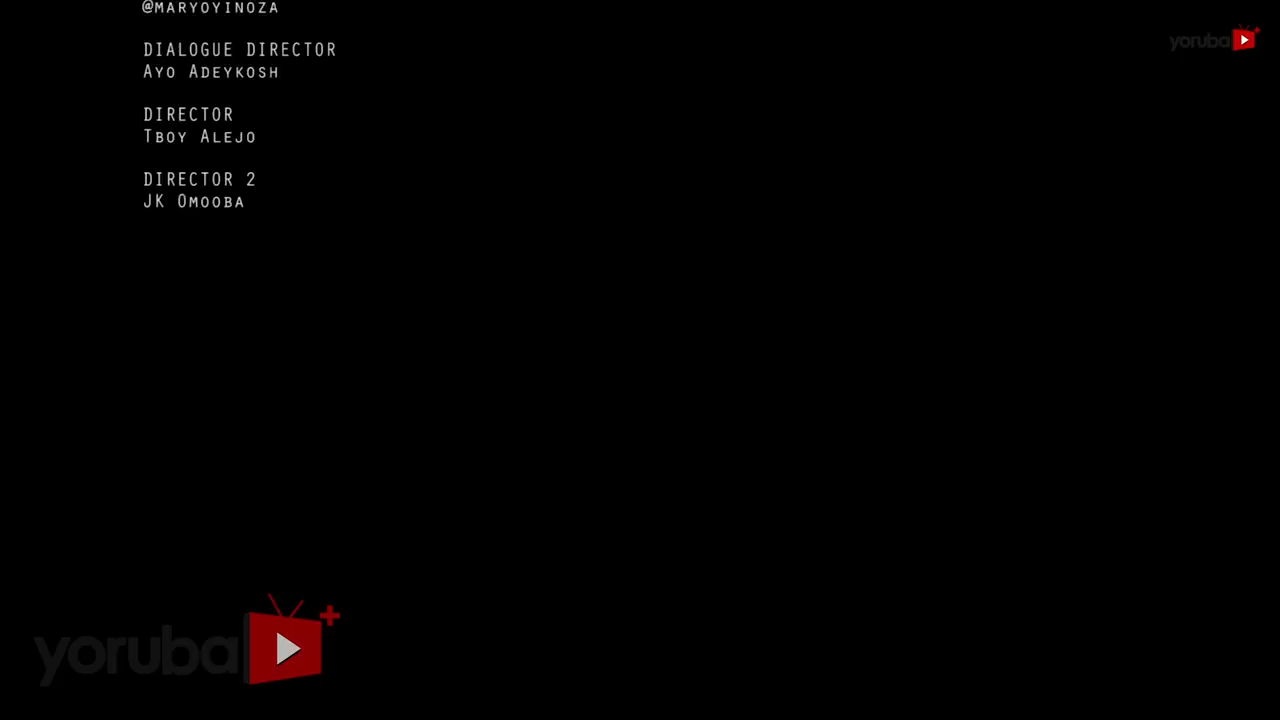 @MARYOYINOZA
DIALOGUE DIRECTOR
AYO ADEYKOSH
DIRECTOR
TBOY ALEJO
DIRECTOR 2
JK OMOOBA
yoruba
yoruba